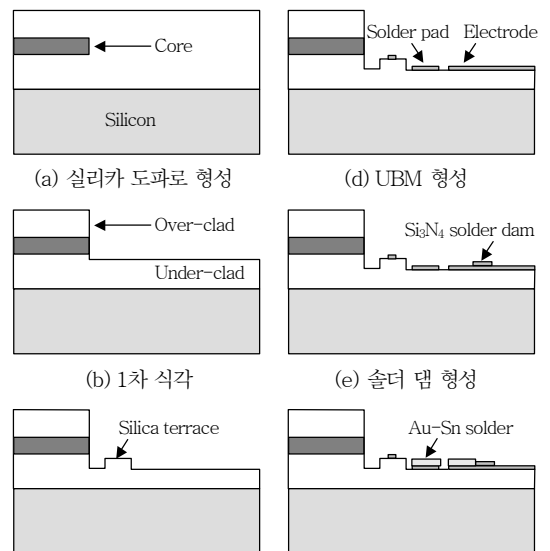 Core
Silicon
(a) 실리카 도파로 형성
Solder pad Electrode
(d) UBM 형성
Over-clad
Under-clad
(b) 1차 식각
Si₃N₄ solder dam
(e) 솔더 댐 형성
Silica terrace
Au-Sn solder